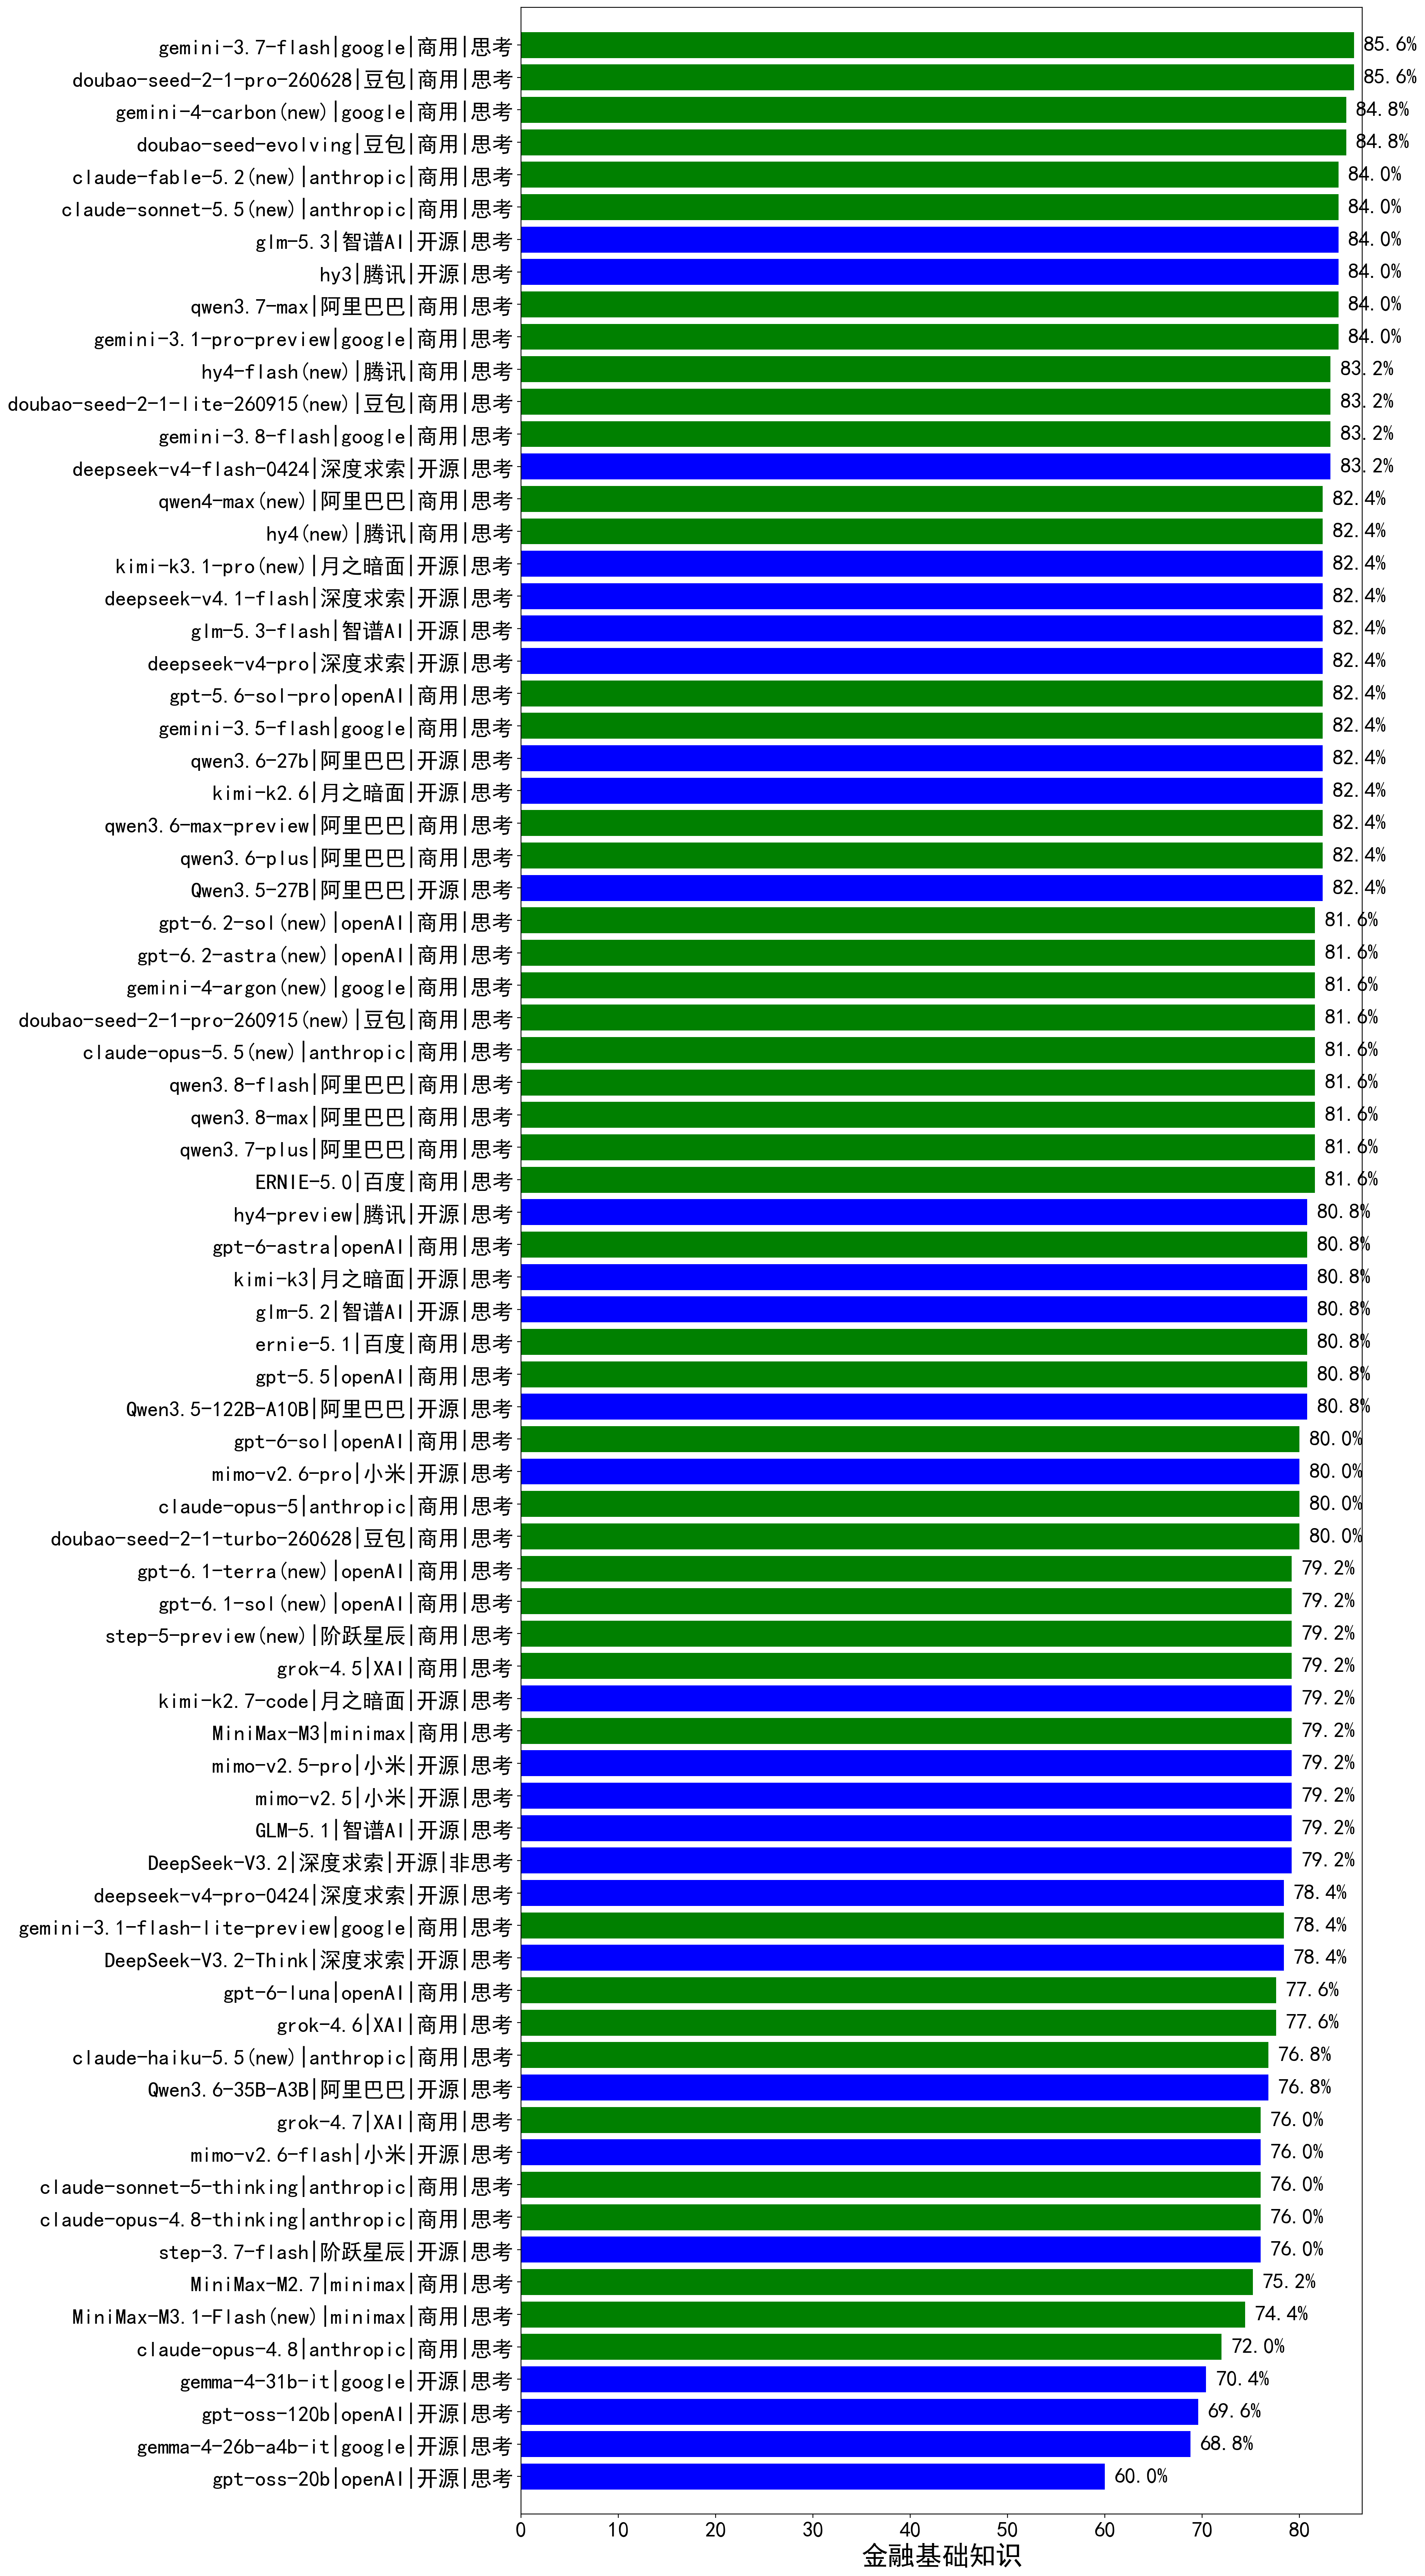 gemini-3.7-flash|google|商用|思考 85.6%
doubao-seed-2-1-pro-260628|豆包|商用|思考 85.6%
gemini-4-carbon(new)|google|商用|思考 84.8%
doubao-seed-evolving|豆包|商用|思考 84.8%
claude-fable-5.2(new)|anthropic|商用|思考 84.0%
claude-sonnet-5.5(new)|anthropic|商用|思考 84.0%
glm-5.3|智谱AI|开源|思考 84.0%
hy3|腾讯|开源|思考 84.0%
qwen3.7-max|阿里巴巴|商用|思考 84.0%
gemini-3.1-pro-preview|google|商用|思考 84.0%
hy4-flash(new)|腾讯|商用|思考 83.2%
doubao-seed-2-1-lite-260915(new)|豆包|商用|思考 83.2%
gemini-3.8-flash|google|商用|思考 83.2%
deepseek-v4-flash-0424|深度求索|开源|思考 83.2%
qwen4-max(new)|阿里巴巴|商用|思考 82.4%
hy4(new)|腾讯|商用|思考 82.4%
kimi-k3.1-pro(new)|月之暗面|开源|思考 82.4%
deepseek-v4.1-flash|深度求索|开源|思考 82.4%
glm-5.3-flash|智谱AI|开源|思考 82.4%
deepseek-v4-pro|深度求索|开源|思考 82.4%
gpt-5.6-sol-pro|openAI|商用|思考 82.4%
gemini-3.5-flash|google|商用|思考 82.4%
qwen3.6-27b|阿里巴巴|开源|思考 82.4%
kimi-k2.6|月之暗面|开源|思考 82.4%
qwen3.6-max-preview|阿里巴巴|商用|思考 82.4%
qwen3.6-plus|阿里巴巴|商用|思考 82.4%
Qwen3.5-27B|阿里巴巴|开源|思考 82.4%
gpt-6.2-sol(new)|openAI|商用|思考 81.6%
gpt-6.2-astra(new)|openAI|商用|思考 81.6%
gemini-4-argon(new)|google|商用|思考 81.6%
doubao-seed-2-1-pro-260915(new)|豆包|商用|思考 81.6%
claude-opus-5.5(new)|anthropic|商用|思考 81.6%
qwen3.8-flash|阿里巴巴|商用|思考 81.6%
qwen3.8-max|阿里巴巴|商用|思考 81.6%
qwen3.7-plus|阿里巴巴|商用|思考 81.6%
ERNIE-5.0|百度|商用|思考 81.6%
hy4-preview|腾讯|开源|思考 80.8%
gpt-6-astra|openAI|商用|思考 80.8%
kimi-k3|月之暗面|开源|思考 80.8%
glm-5.2|智谱AI|开源|思考 80.8%
ernie-5.1|百度|商用|思考 80.8%
gpt-5.5|openAI|商用|思考 80.8%
Qwen3.5-122B-A10B|阿里巴巴|开源|思考 80.8%
gpt-6-sol|openAI|商用|思考 80.0%
mimo-v2.6-pro|小米|开源|思考 80.0%
claude-opus-5|anthropic|商用|思考 80.0%
doubao-seed-2-1-turbo-260628|豆包|商用|思考 80.0%
gpt-6.1-terra(new)|openAI|商用|思考 79.2%
gpt-6.1-sol(new)|openAI|商用|思考 79.2%
step-5-preview(new)|阶跃星辰|商用|思考 79.2%
grok-4.5|XAI|商用|思考 79.2%
kimi-k2.7-code|月之暗面|开源|思考 79.2%
MiniMax-M3|minimax|商用|思考 79.2%
mimo-v2.5-pro|小米|开源|思考 79.2%
mimo-v2.5|小米|开源|思考 79.2%
GLM-5.1|智谱AI|开源|思考 79.2%
DeepSeek-V3.2|深度求索|开源|非思考 79.2%
deepseek-v4-pro-0424|深度求索|开源|思考 78.4%
gemini-3.1-flash-lite-preview|google|商用|思考 78.4%
DeepSeek-V3.2-Think|深度求索|开源|思考 78.4%
gpt-6-luna|openAI|商用|思考 77.6%
grok-4.6|XAI|商用|思考 77.6%
claude-haiku-5.5(new)|anthropic|商用|思考 76.8%
Qwen3.6-35B-A3B|阿里巴巴|开源|思考 76.8%
grok-4.7|XAI|商用|思考 76.0%
mimo-v2.6-flash|小米|开源|思考 76.0%
claude-sonnet-5-thinking|anthropic|商用|思考 76.0%
claude-opus-4.8-thinking|anthropic|商用|思考 76.0%
step-3.7-flash|阶跃星辰|开源|思考 76.0%
MiniMax-M2.7|minimax|商用|思考 75.2%
MiniMax-M3.1-Flash(new)|minimax|商用|思考 74.4%
claude-opus-4.8|anthropic|商用|思考 72.0%
gemma-4-31b-it|google|开源|思考 70.4%
gpt-oss-120b|openAI|开源|思考 69.6%
gemma-4-26b-a4b-it|google|开源|思考 68.8%
gpt-oss-20b|openAI|开源|思考 60.0%
0 10 20 30 40 50 60 70 80
金融基础知识